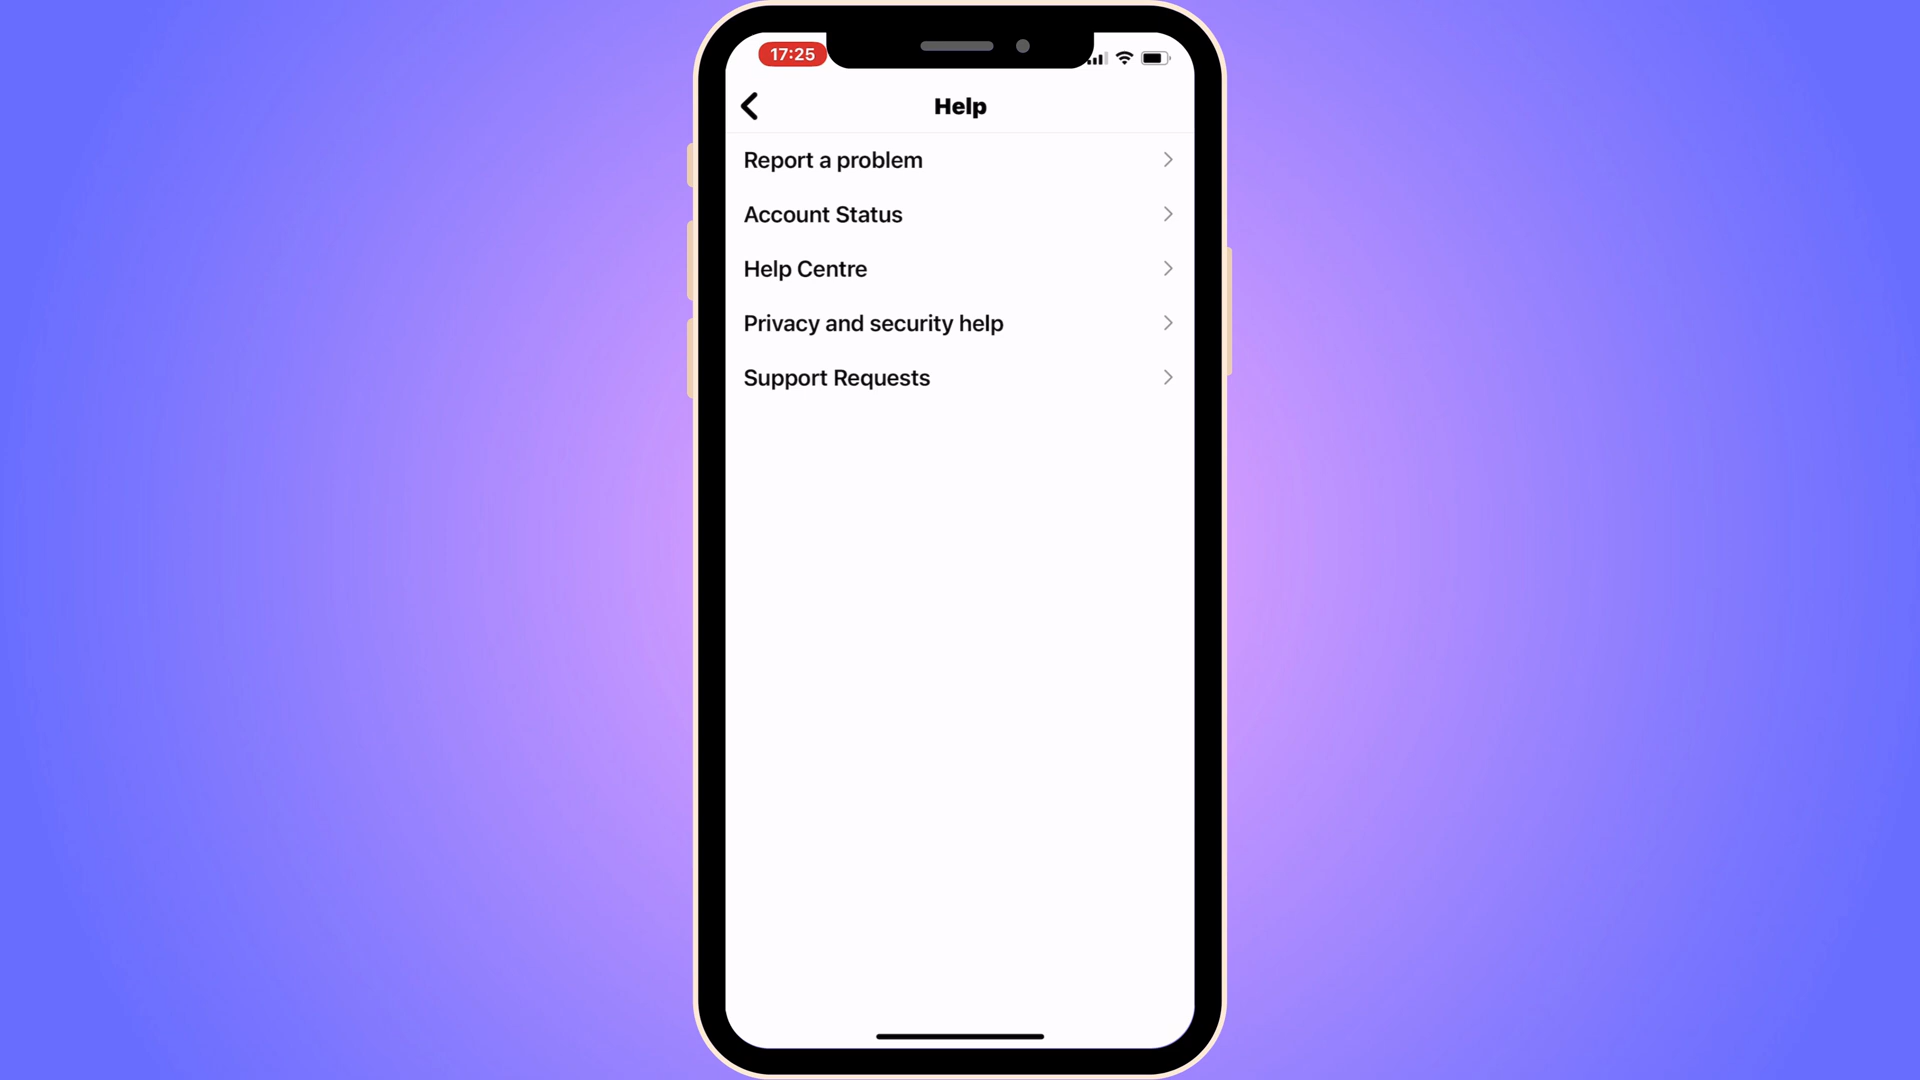 17:25
Help
Report a problem
Account Status
Help Centre
Privacy and security help
Support Requests